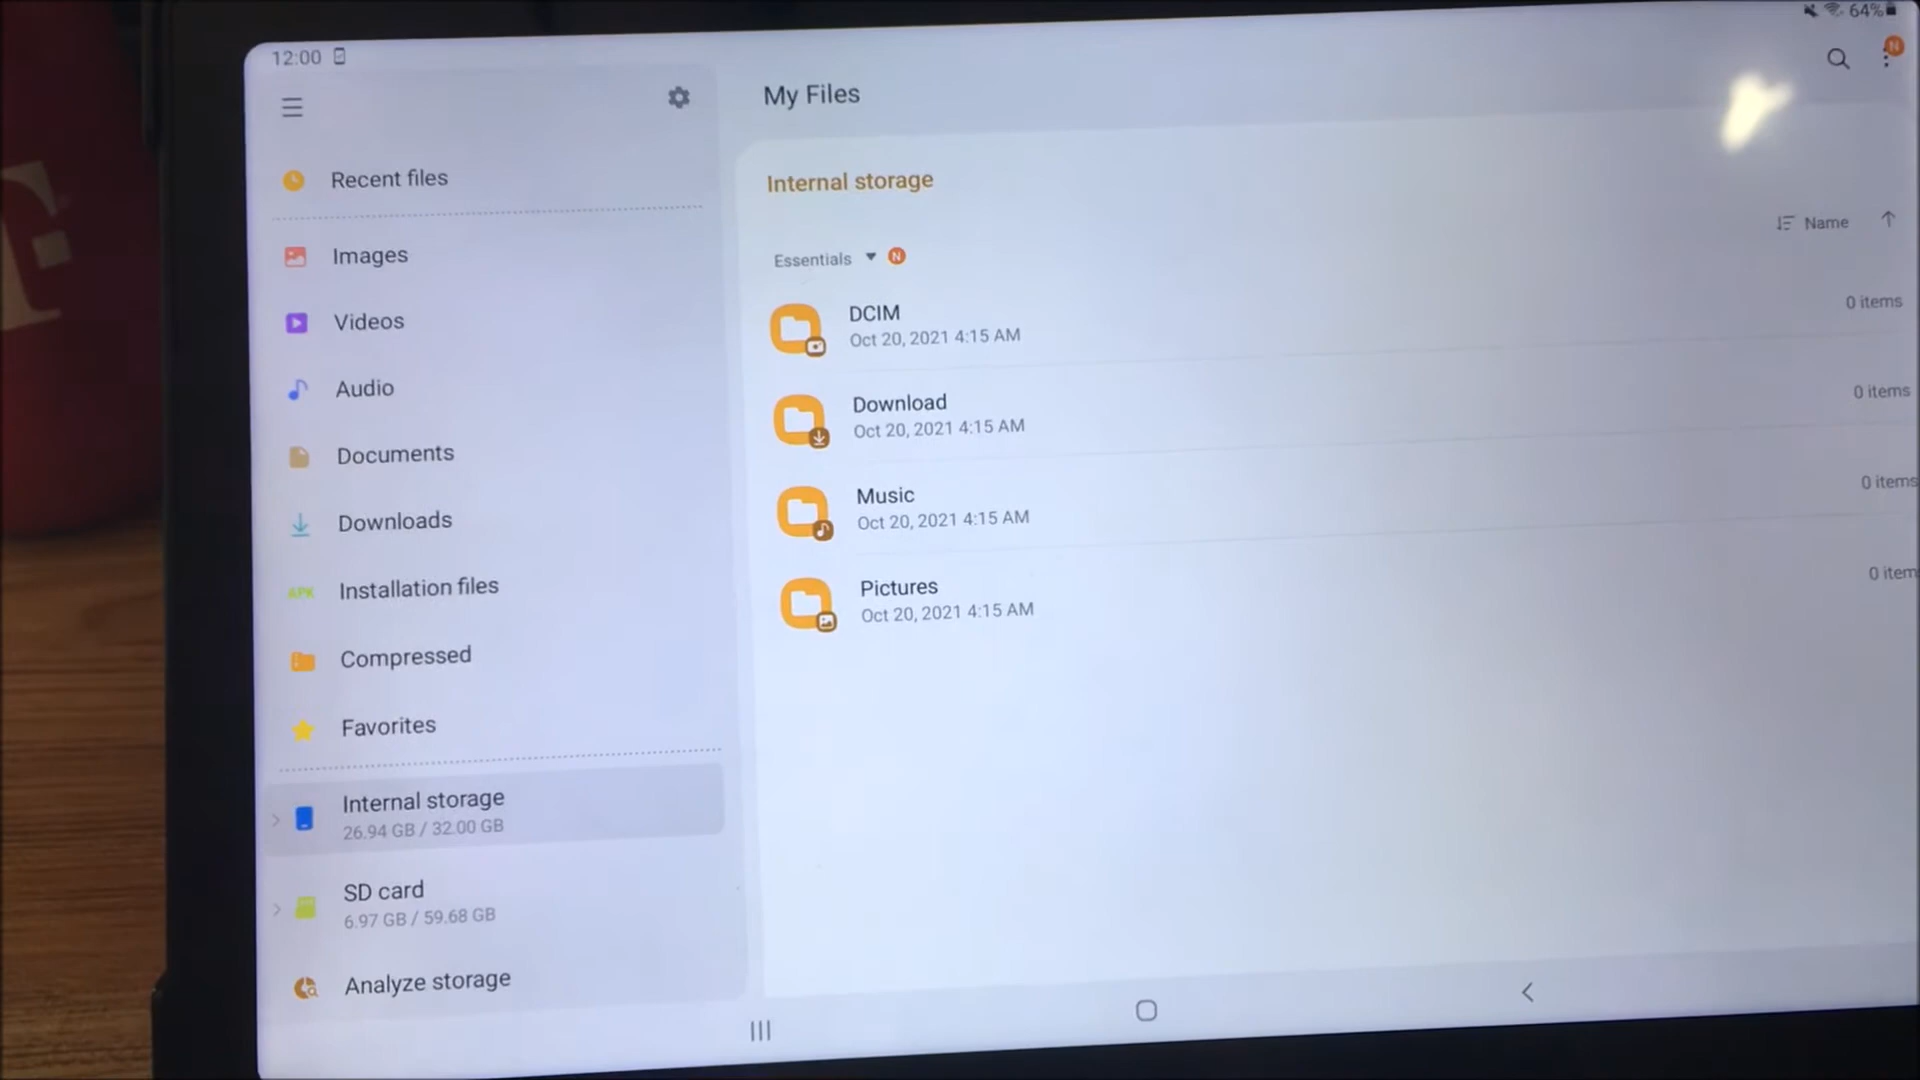 12:00
64%
My Files
Recent files
Images
Videos
Audio
Documents
Downloads
APK Installation files
Compressed
Favorites
Internal storage
26.94 GB / 32.00 GB
SD card
6.97 GB / 59.68 GB
Analyze storage
Internal storage
Name
Essentials N
N
DCIM
Oct 20, 2021 4:15 AM
0 items
Download
Oct 20, 2021 4:15 AM
0 items
Music
Oct 20, 2021 4:15 AM
0 items
Pictures
Oct 20, 2021 4:15 AM
0 item